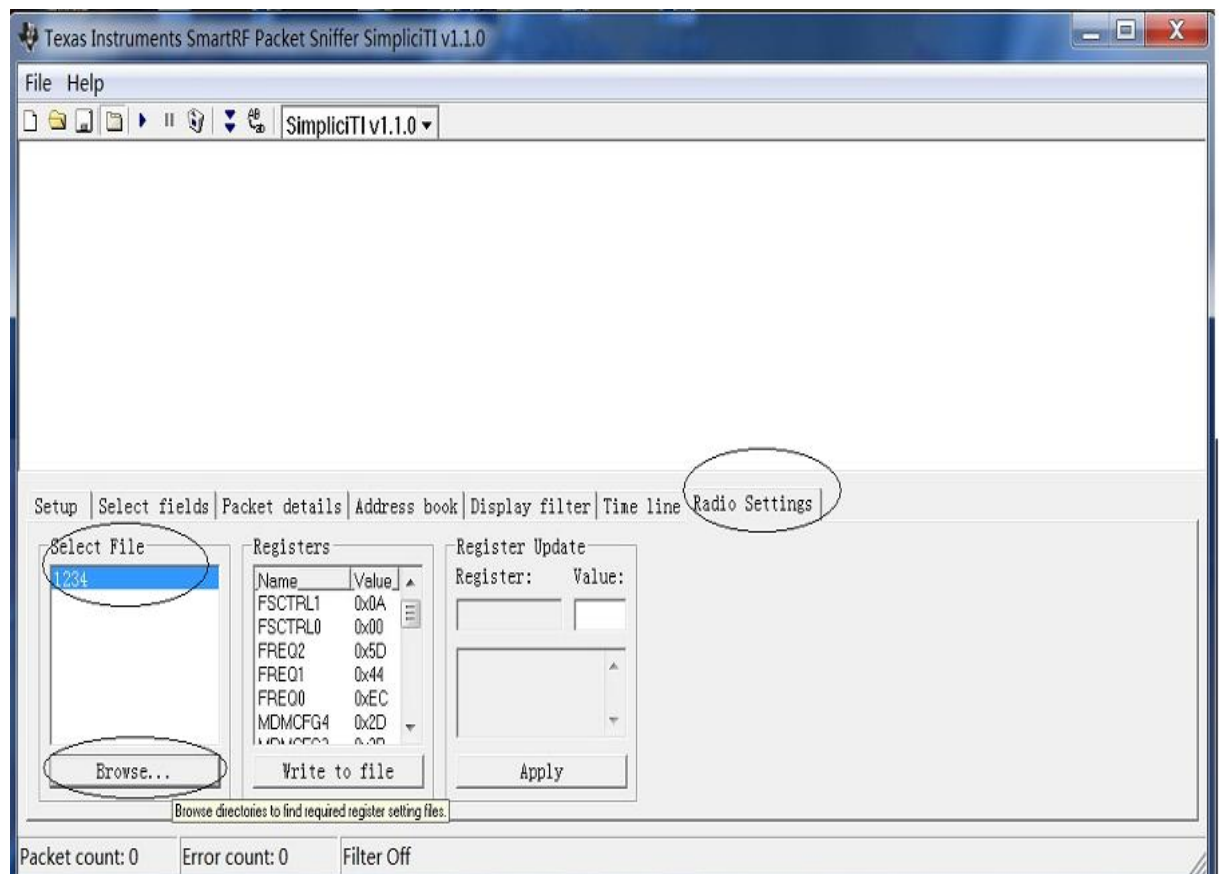 Texas Instruments SmartRF Packet Sniffer SimpliciTI v1.1.0
File Help
SimpliciTI v1.1.0
Setup Select fields Packet details Address book Display filter Time line Radio Settings
Select File
1234
Browse...
Registers
Name Value
FSCTRL1 0x0A
FSCTRL0 0x00
FREQ2 0x5D
FREQ1 0x44
FREQ0 0xEC
MDMCFG4 0x2D
Write to file
Register Update
Register: Value:
Apply
Browse directories to find required register setting files.
Packet count: 0 Error count: 0 Filter Off